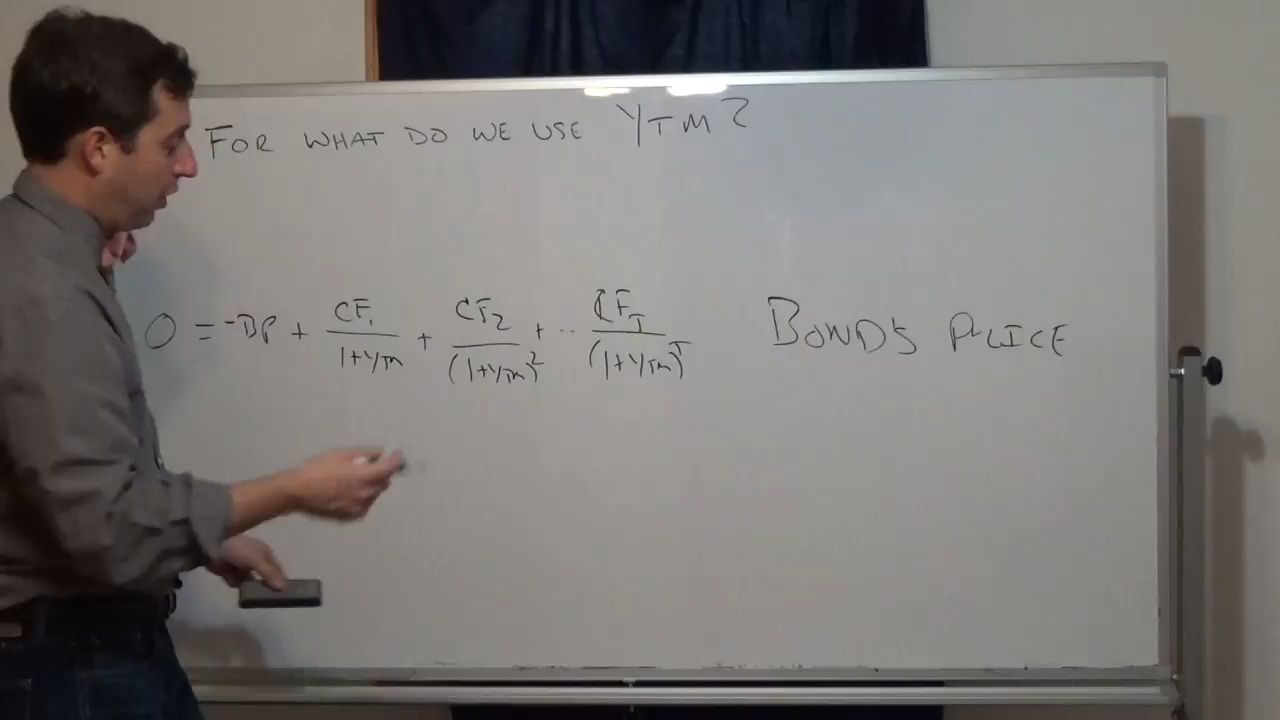 FOR WHAT DO WE USE YTM?
0 = -BP + CF₁/(1+YTM) + CF₂/(1+YTM)² + ·· CF_T/(1+YTM)^T
BOND'S PRICE